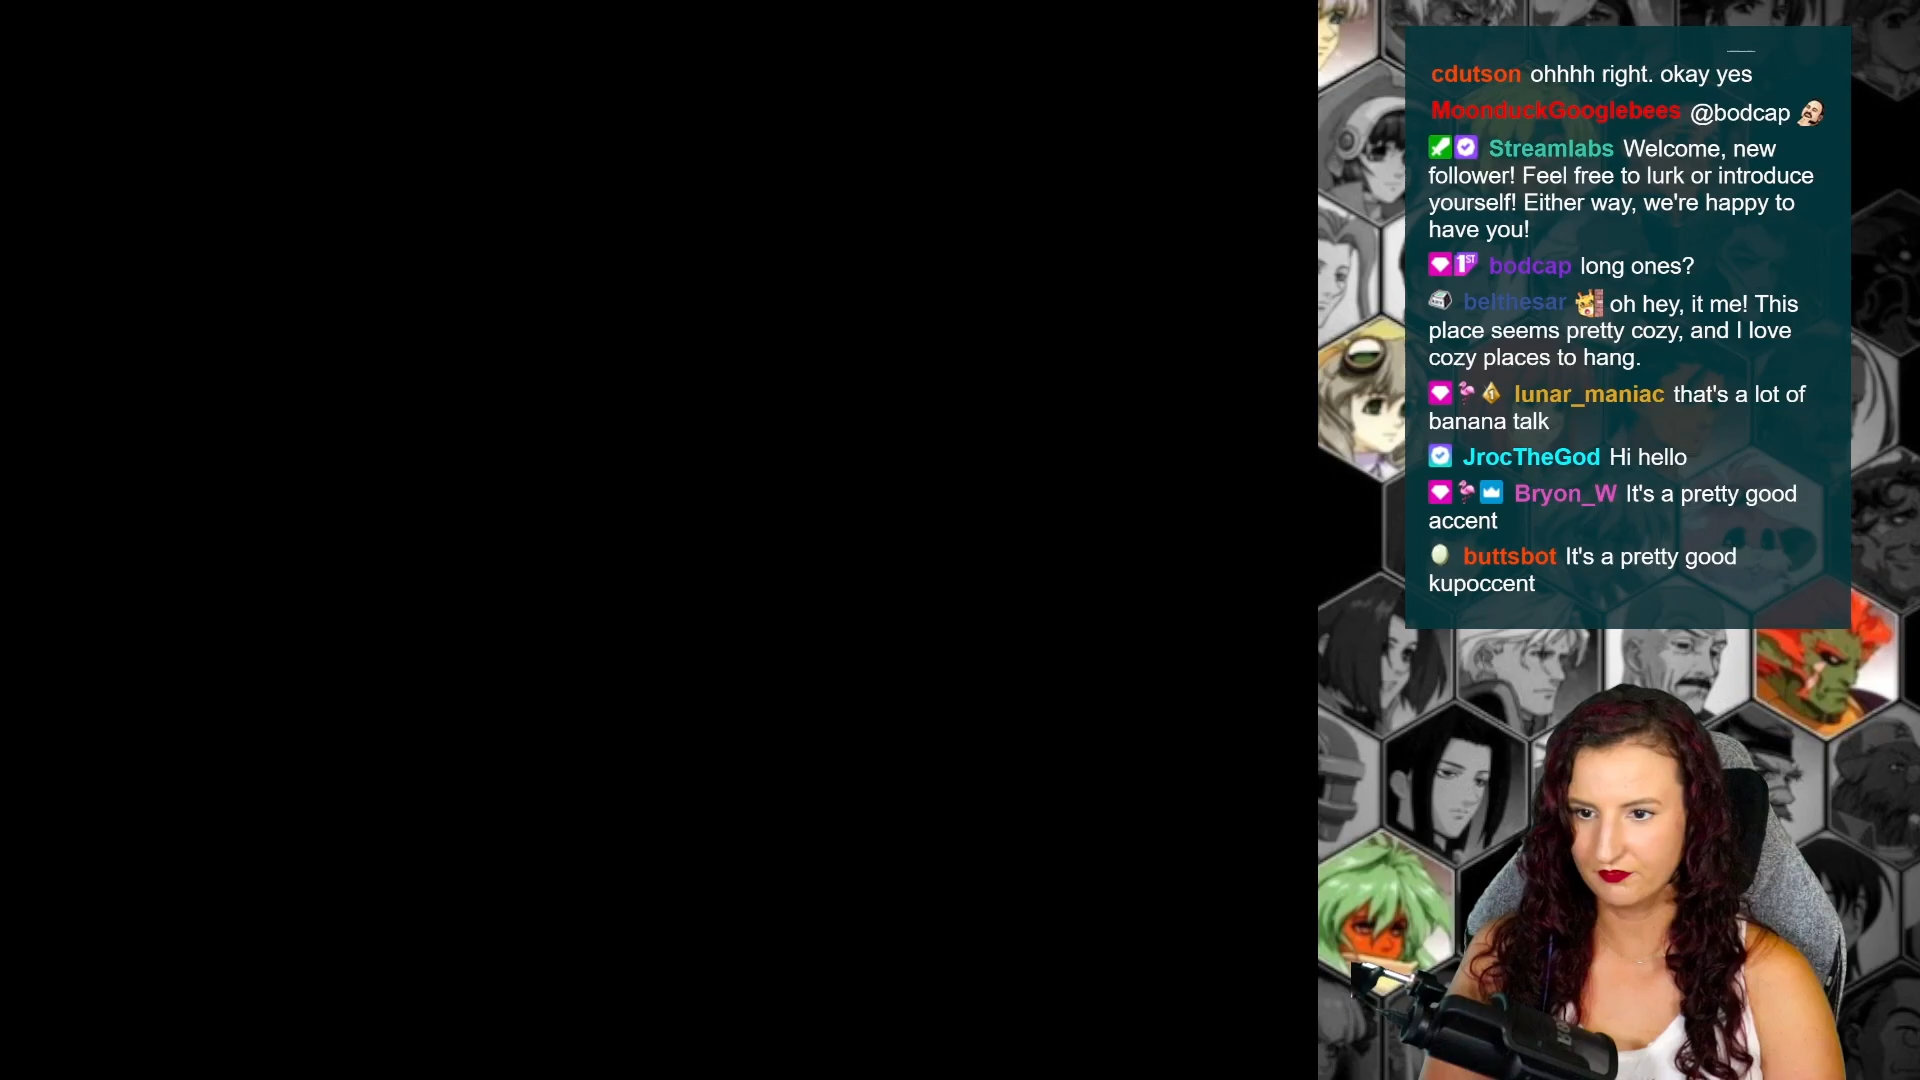 cdutson ohhhh right. okay yes
MoonduckGooglebees @bodcap
Streamlabs Welcome, new
follower! Feel free to lurk or introduce
yourself! Either way, we're happy to
have you!
1ST bodcap long ones?
belthesar oh hey, it me! This
place seems pretty cozy, and I love
cozy places to hang.
1 lunar_maniac that's a lot of
banana talk
JrocTheGod Hi hello
Bryon_W It's a pretty good
accent
buttsbot It's a pretty good
kupoccent